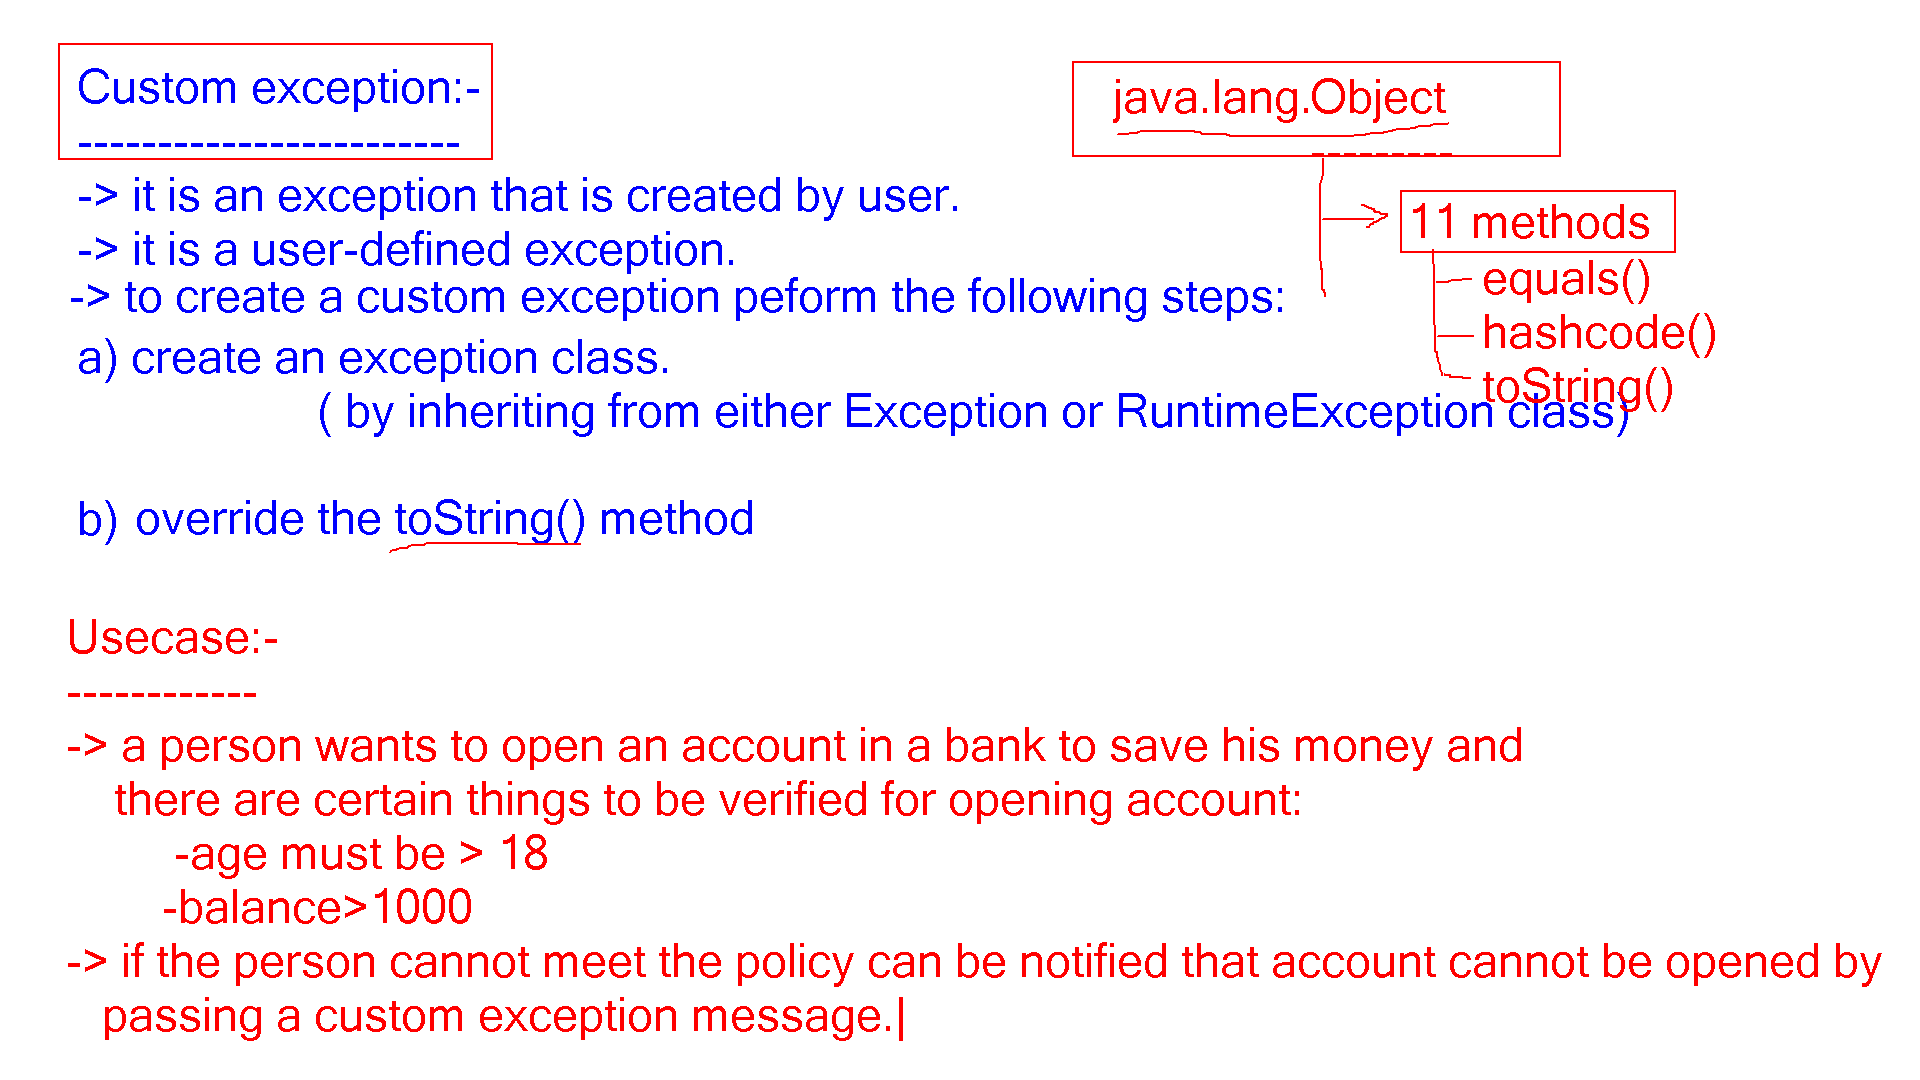 Custom exception:-
------------------------
-> it is an exception that is created by user.
-> it is a user-defined exception.
-> to create a custom exception peform the following steps:
a) create an exception class.
( by inheriting from either Exception or RuntimeException class)
b) override the toString() method
java.lang.Object
---------
11 methods
equals()
hashcode()
toString()
Usecase:-
------------
-> a person wants to open an account in a bank to save his money and
there are certain things to be verified for opening account:
-age must be > 18
-balance>1000
-> if the person cannot meet the policy can be notified that account cannot be opened by
passing a custom exception message.